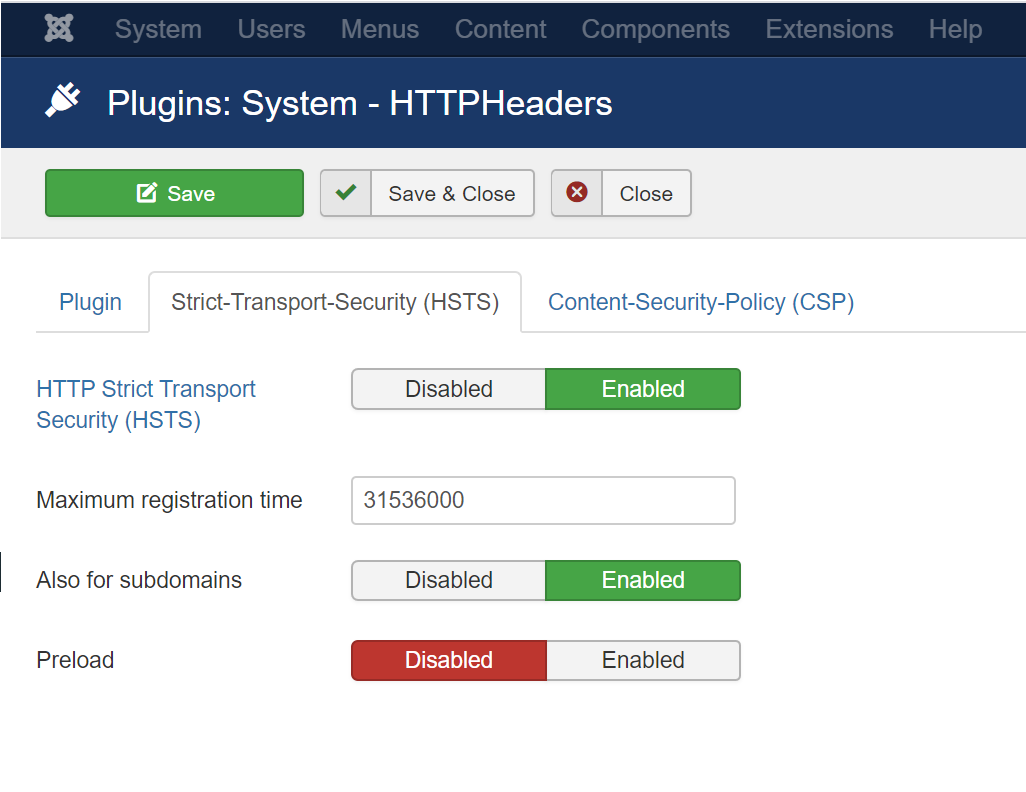 System Users Menus Content Components Extensions Help
Plugins: System - HTTPHeaders
Save Save & Close Close
Plugin Strict-Transport-Security (HSTS) Content-Security-Policy (CSP)
HTTP Strict Transport
Security (HSTS)
Disabled Enabled
Maximum registration time 31536000
Also for subdomains Disabled Enabled
Preload Disabled Enabled